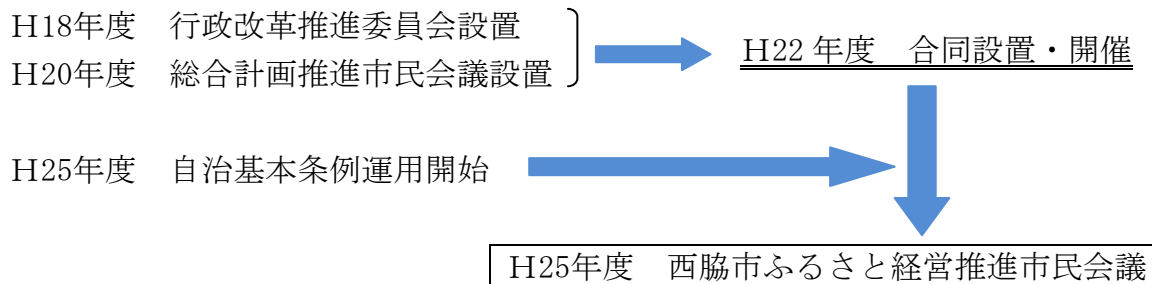 H18年度　行政改革推進委員会設置
H20年度　総合計画推進市民会議設置
H22年度　合同設置・開催
H25年度　自治基本条例運用開始
H25年度　西脇市ふるさと経営推進市民会議